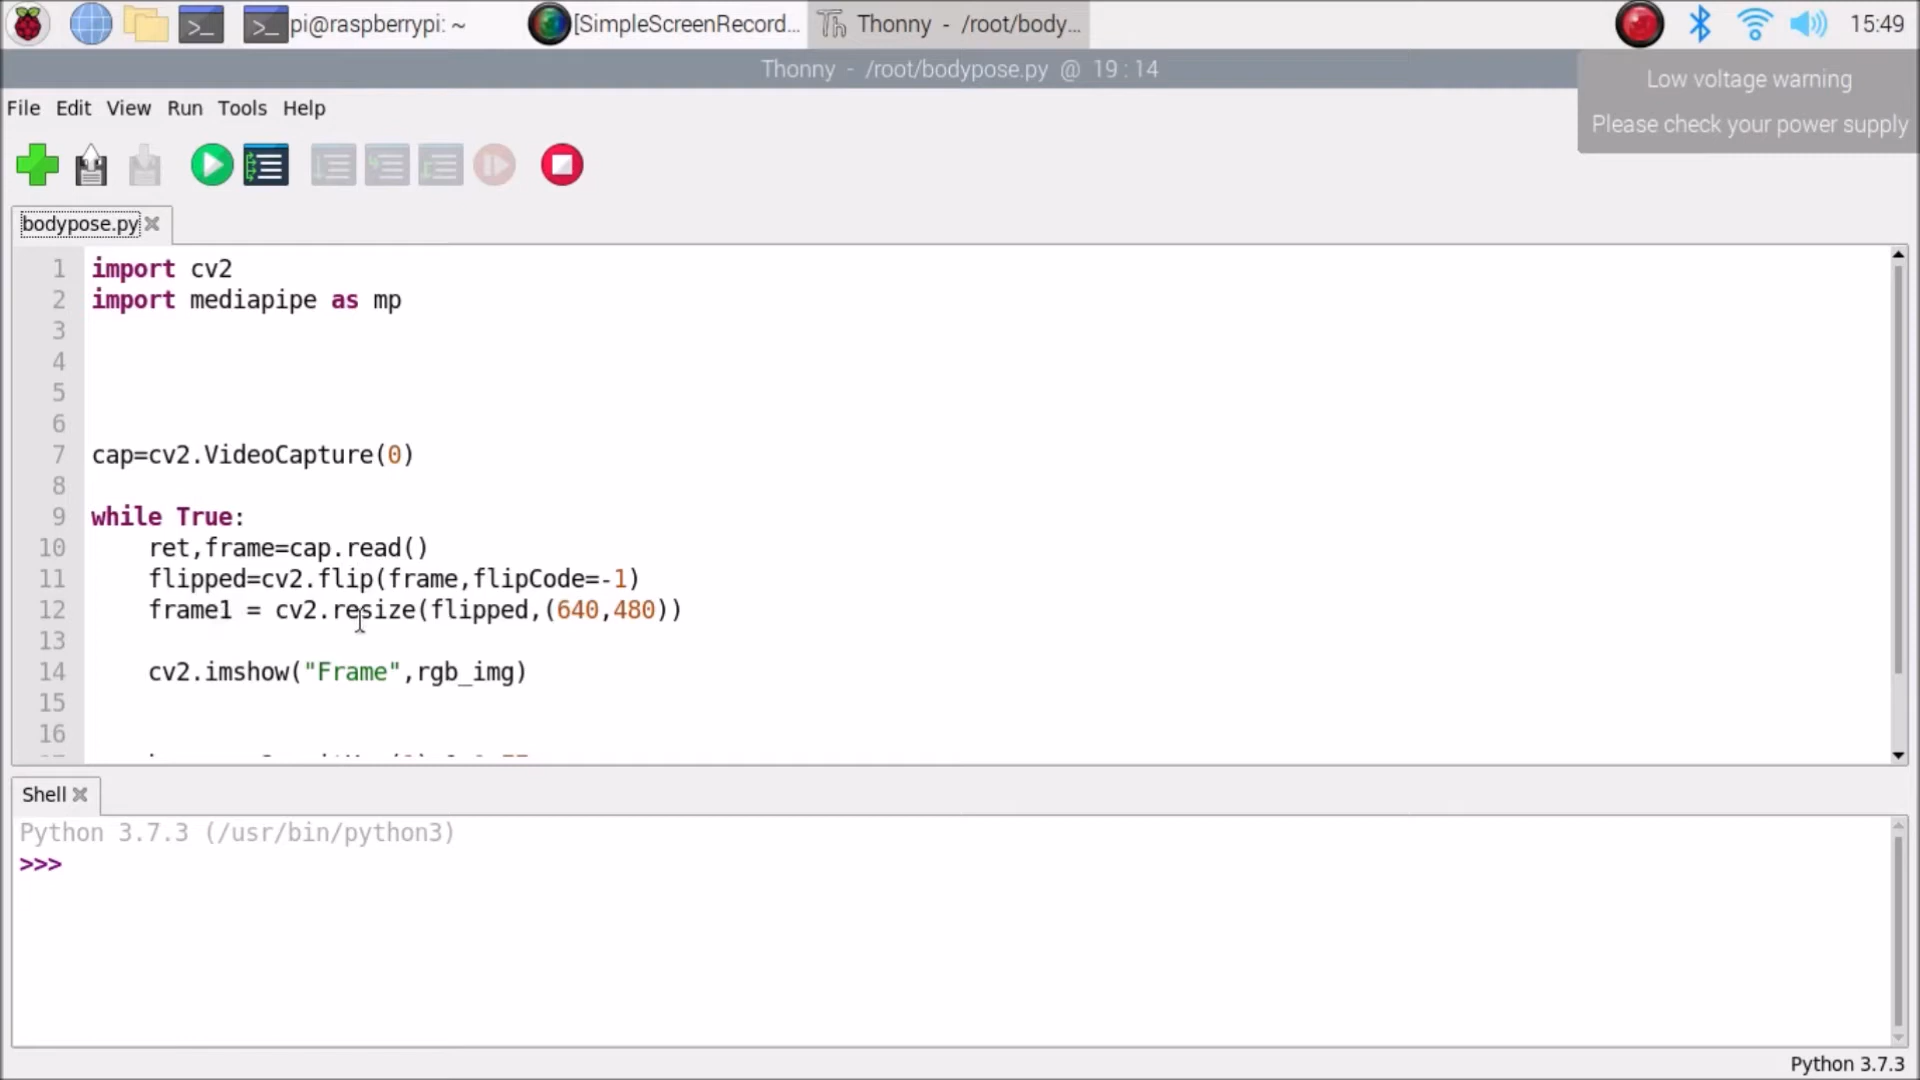 pi@raspberrypi: ~
[SimpleScreenRecord...
Thonny - /root/body...
15:49
Thonny - /root/bodypose.py @ 19:14
Low voltage warning
Please check your power supply
File Edit View Run Tools Help
bodypose.py
1 import cv2
2 import mediapipe as mp
3
4
5
6
7 cap=cv2.VideoCapture(0)
8
9 while True:
10 ret,frame=cap.read()
11 flipped=cv2.flip(frame,flipCode=-1)
12 frame1 = cv2.resize(flipped,(640,480))
13
14 cv2.imshow("Frame",rgb_img)
15
16
Shell
Python 3.7.3 (/usr/bin/python3)
>>>
Python 3.7.3